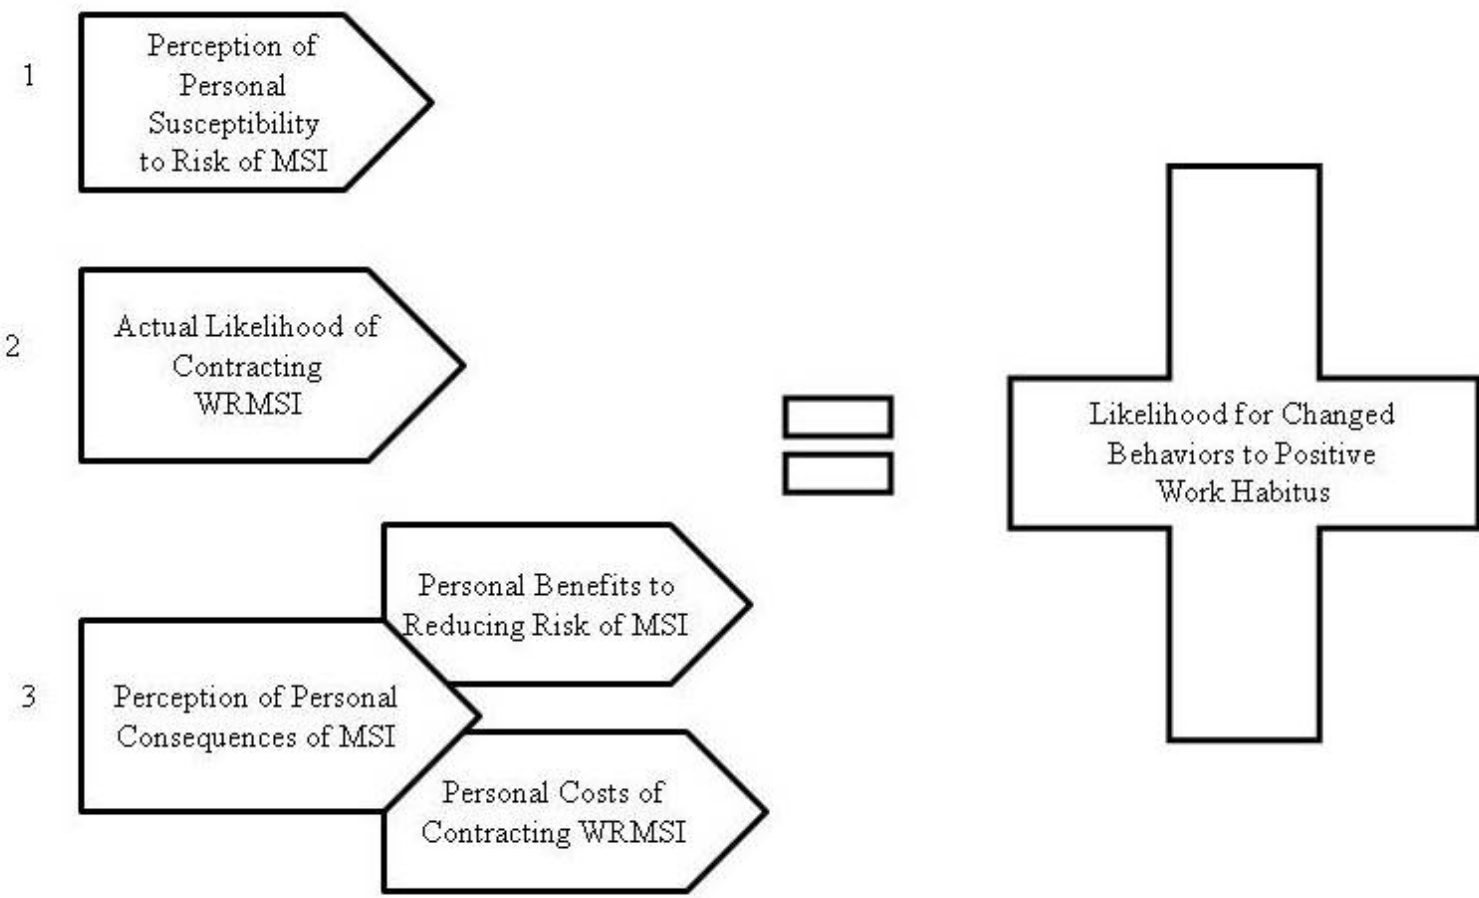 1
Perception of
Personal
Susceptibility
to Risk of MSI
2
Actual Likelihood of
Contracting
WRMSI
3
Perception of Personal
Consequences of MSI
Personal Benefits to
Reducing Risk of MSI
Personal Costs of
Contracting WRMSI
Likelihood for Changed
Behaviors to Positive
Work Habitus